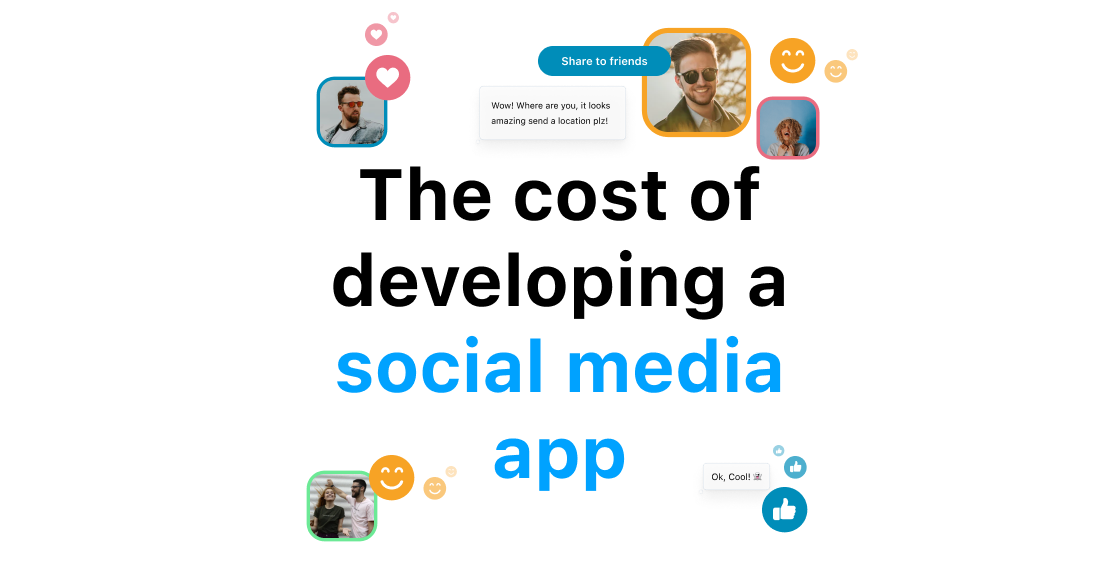 Share to friends
Wow! Where are you, it looks
amazing send a location plz!
The cost of
developing a
social media
app
Ok, Cool!